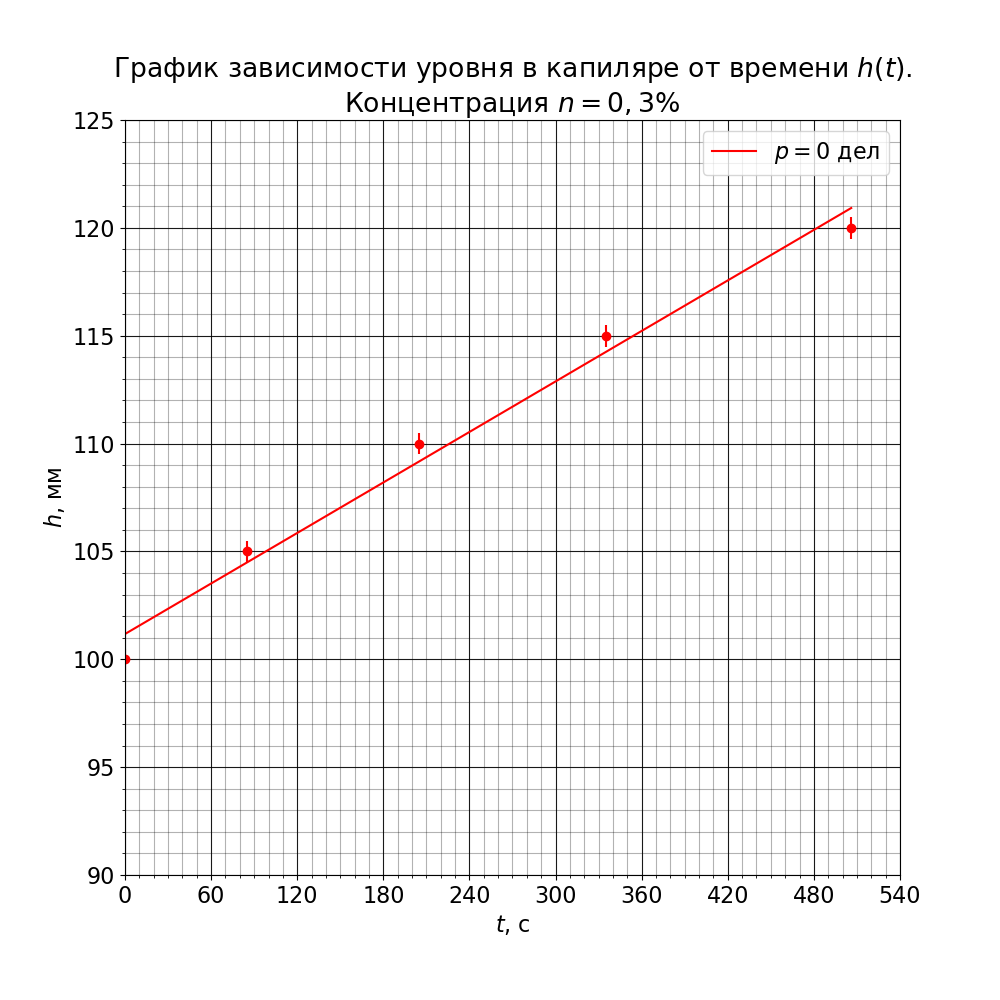 График зависимости уровня в капиляре от времени h(t).
Концентрация n = 0, 3%
p = 0 дел
125
120
115
110
105
100
95
90
h, мм
0 60 120 180 240 300 360 420 480 540
t, с